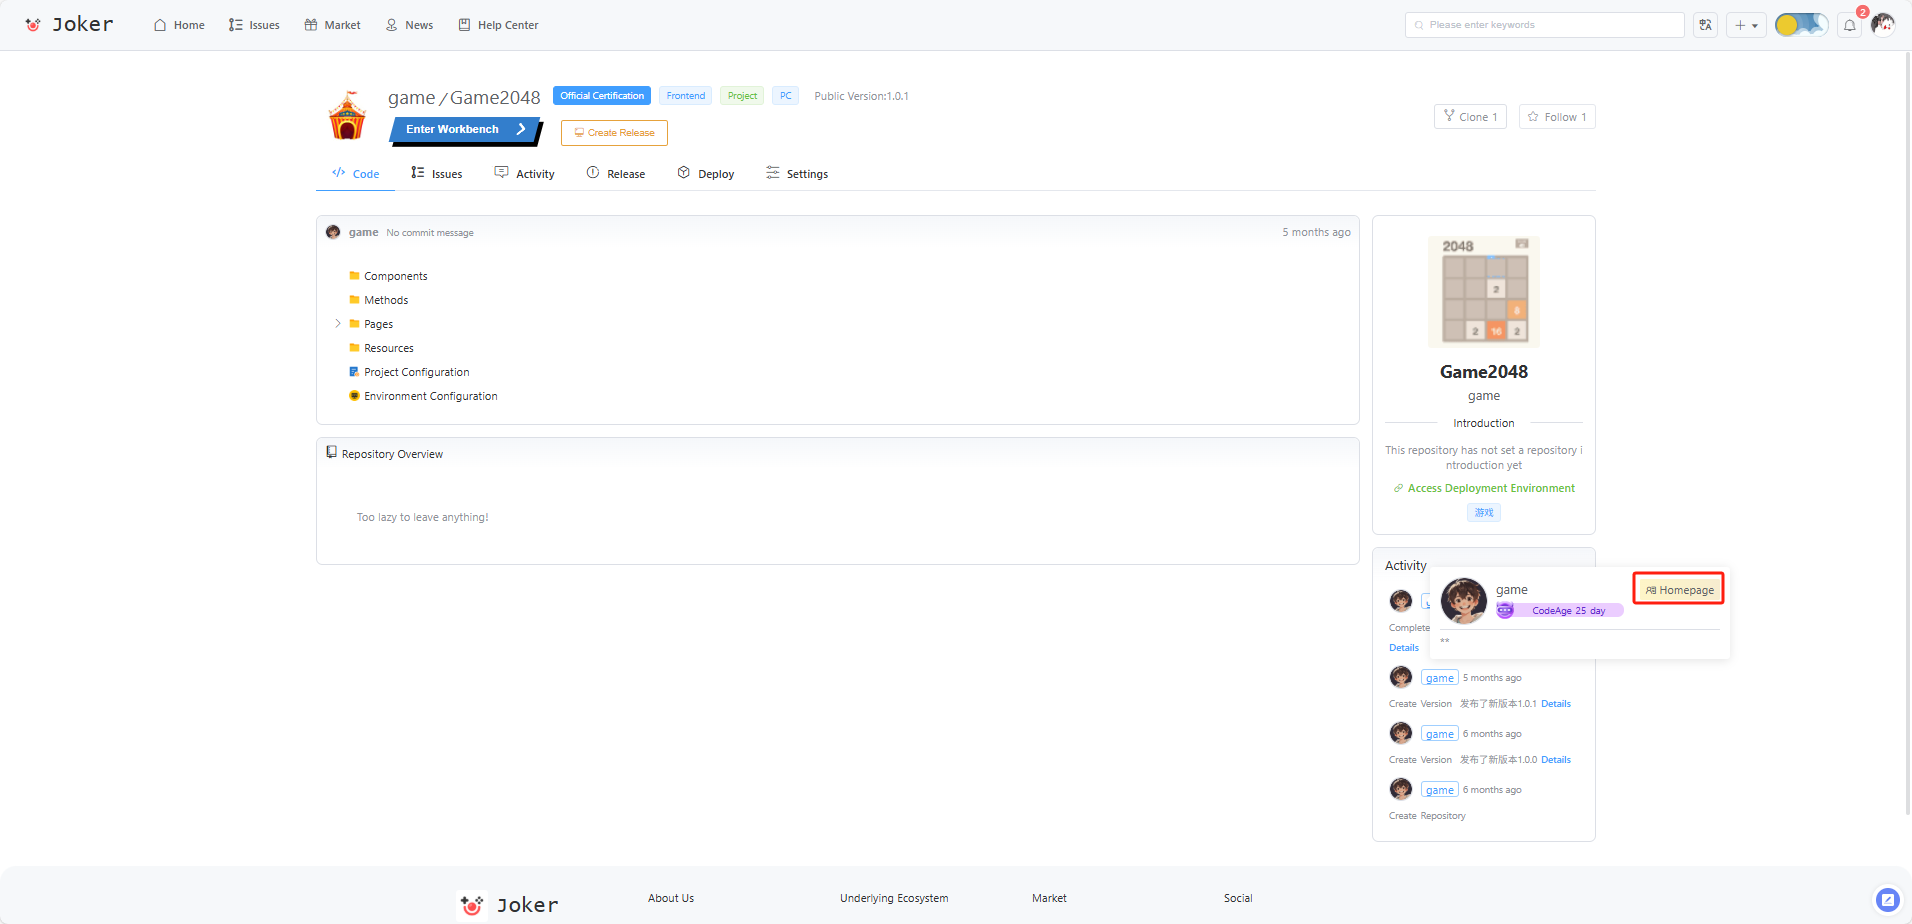 Joker Home Issues Market News Help Center Please enter keywords 2
game / Game2048 Official Certification Frontend Project PC Public Version:1.0.1
Enter Workbench Create Release
Clone 1 Follow 1
Code Issues Activity Release Deploy Settings
game No commit message 5 months ago
Components
Methods
Pages
Resources
Project Configuration
Environment Configuration
Repository Overview
Too lazy to leave anything!
2048
2
8
2 16 2
Game2048
game
Introduction
This repository has not set a repository i
ntroduction yet
Access Deployment Environment
游戏
Activity
game Homepage
CodeAge 25 day
**
Complete
Details
game 5 months ago
Create Version 发布了新版本1.0.1 Details
game 6 months ago
Create Version 发布了新版本1.0.0 Details
game 6 months ago
Create Repository
Joker About Us Underlying Ecosystem Market Social